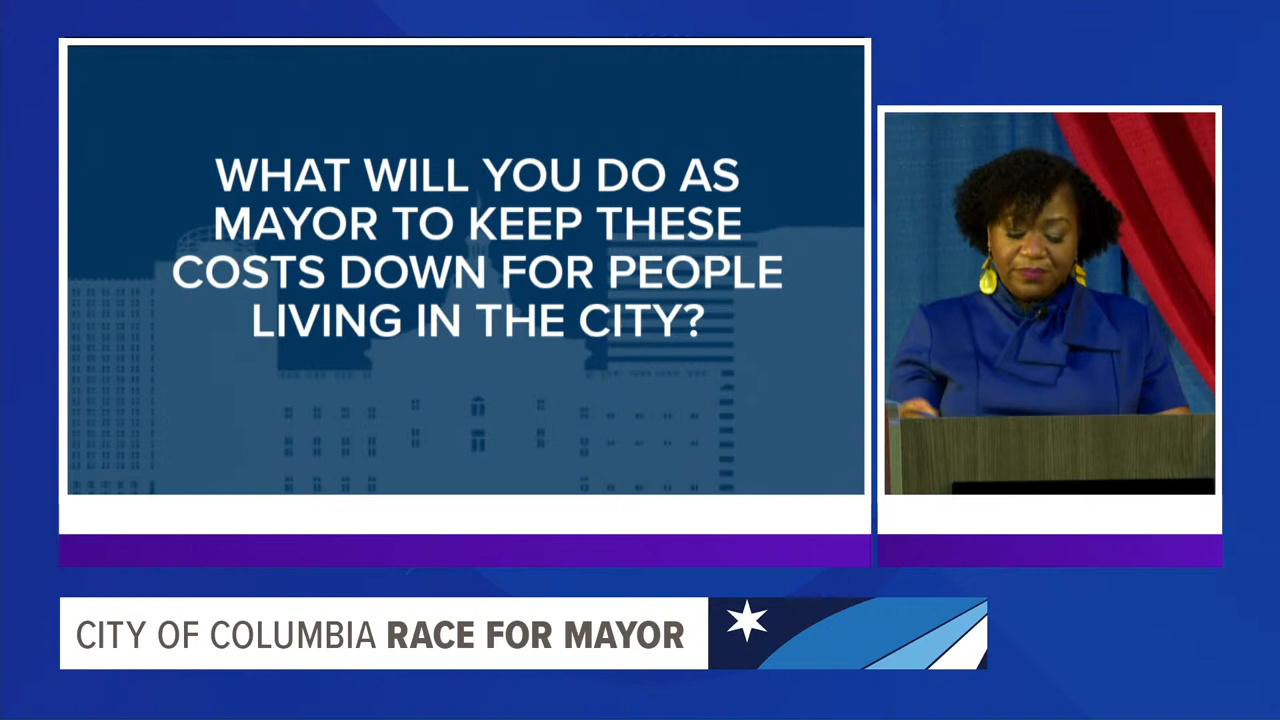 WHAT WILL YOU DO AS
MAYOR TO KEEP THESE
COSTS DOWN FOR PEOPLE
LIVING IN THE CITY?
CITY OF COLUMBIA RACE FOR MAYOR